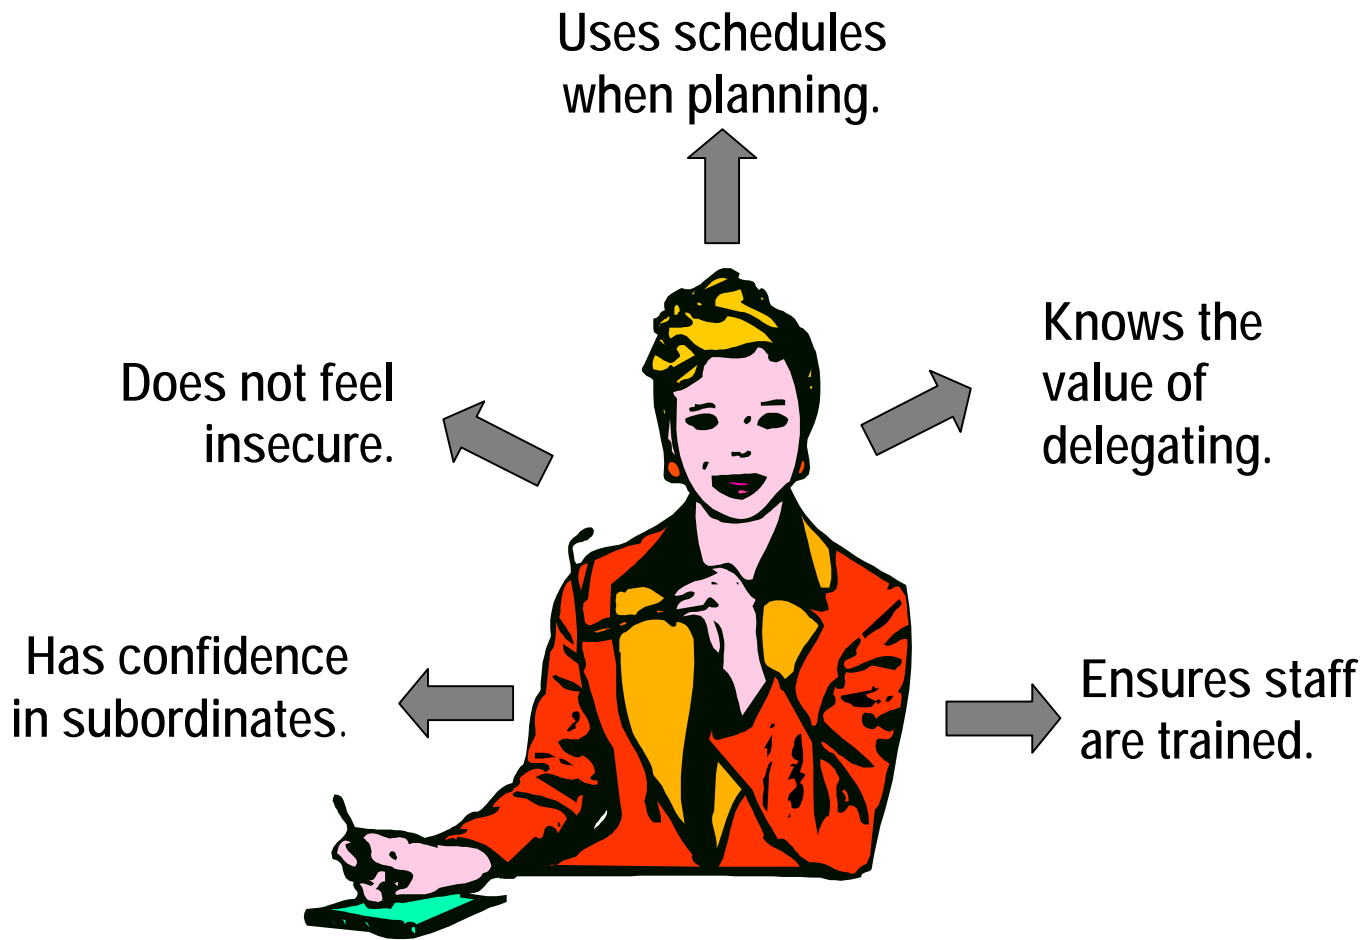 Uses schedules
when planning.
Does not feel
insecure.
Knows the
value of
delegating.
Has confidence
in subordinates.
Ensures staff
are trained.